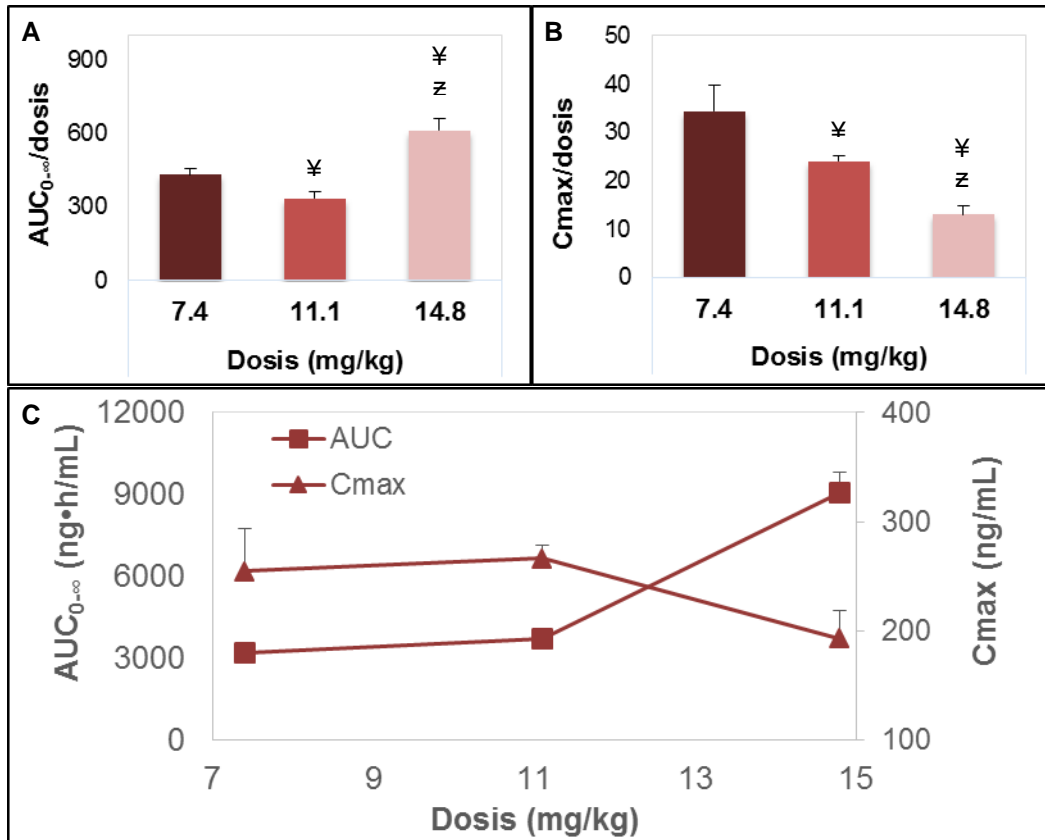 A
AUC0-∞/dosis
900
600
300
0
¥
¥
ƶ
7.4 11.1 14.8
Dosis (mg/kg)
B
Cmax/dosis
50
40
30
20
10
0
¥
¥
ƶ
7.4 11.1 14.8
Dosis (mg/kg)
C
AUC0-∞ (ng•h/mL)
12000
9000
6000
3000
0
AUC
Cmax
400
300
200
100
Cmax (ng/mL)
7 9 11 13 15
Dosis (mg/kg)